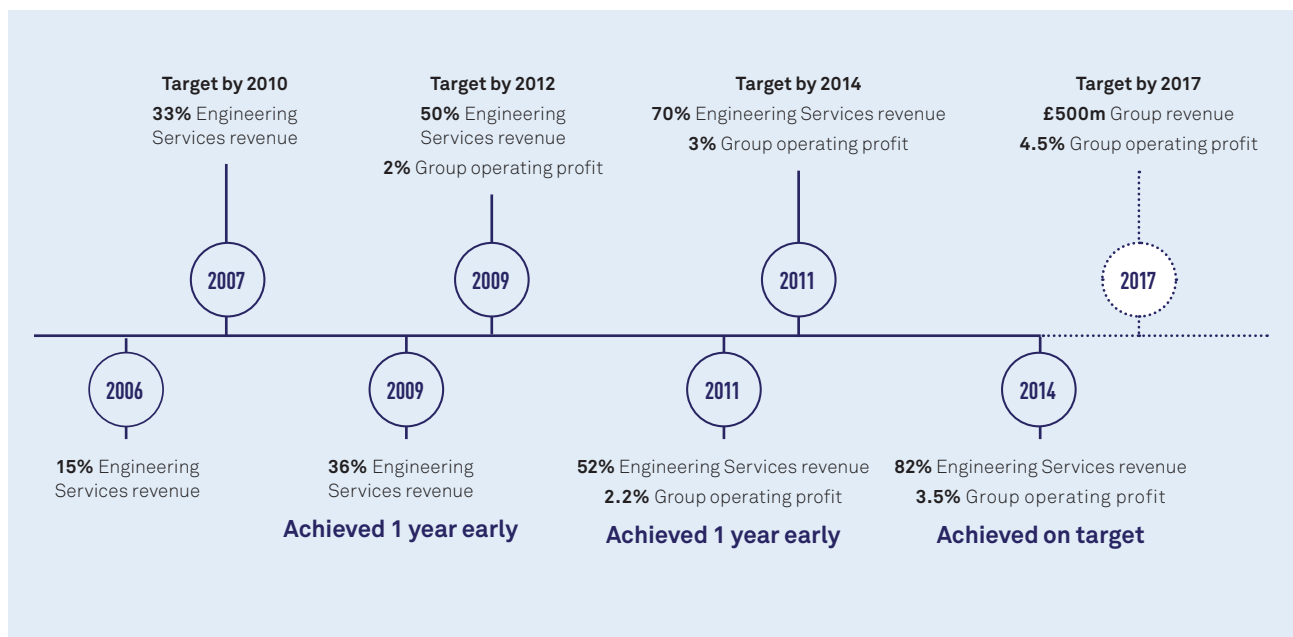 Target by 2010
33% Engineering
Services revenue
Target by 2012
50% Engineering
Services revenue
2% Group operating profit
Target by 2014
70% Engineering Services revenue
3% Group operating profit
Target by 2017
£500m Group revenue
4.5% Group operating profit
2007
2009
2011
2017
2006
2009
2011
2014
15% Engineering
Services revenue
36% Engineering
Services revenue
Achieved 1 year early
52% Engineering Services revenue
2.2% Group operating profit
Achieved 1 year early
82% Engineering Services revenue
3.5% Group operating profit
Achieved on target